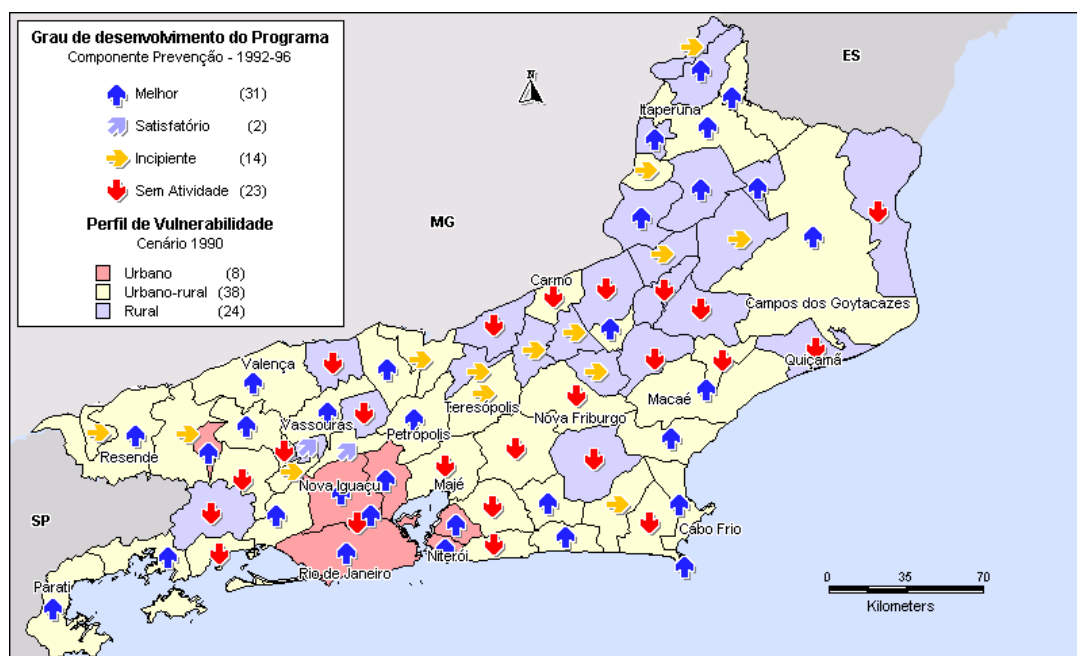 Grau de desenvolvimento do Programa
Componente Prevenção - 1992-96
Melhor (31)
Satisfatório (2)
Incipiente (14)
Sem Atividade (23)
Perfil de Vulnerabilidade
Cenário 1990
Urbano (8)
Urbano-rural (38)
Rural (24)
N
ES
MG
SP
Itaperuna
Carmo
Campos dos Goytacazes
Quiçamã
Valença
Macaé
Teresópolis
Nova Friburgo
Vassouras
Petrópolis
Resende
Nova Iguaçu
Majé
Cabo Frio
Niterói
Rio de Janeiro
Parati
0 35 70
Kilometers